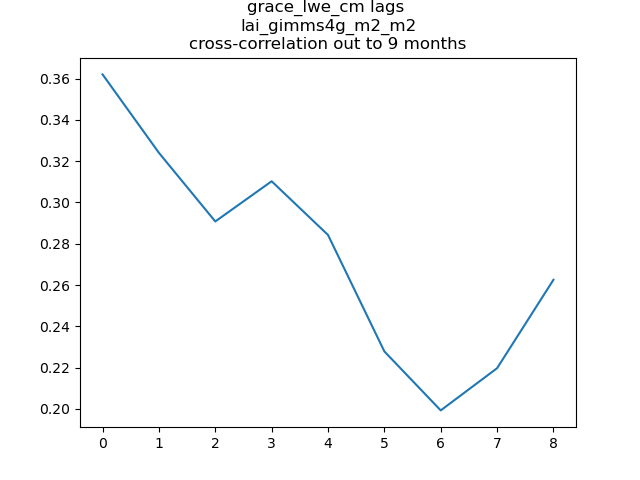 grace_lwe_cm lags
lai_gimms4g_m2_m2
cross-correlation out to 9 months
0.36
0.34
0.32
0.30
0.28
0.26
0.24
0.22
0.20
0 1 2 3 4 5 6 7 8